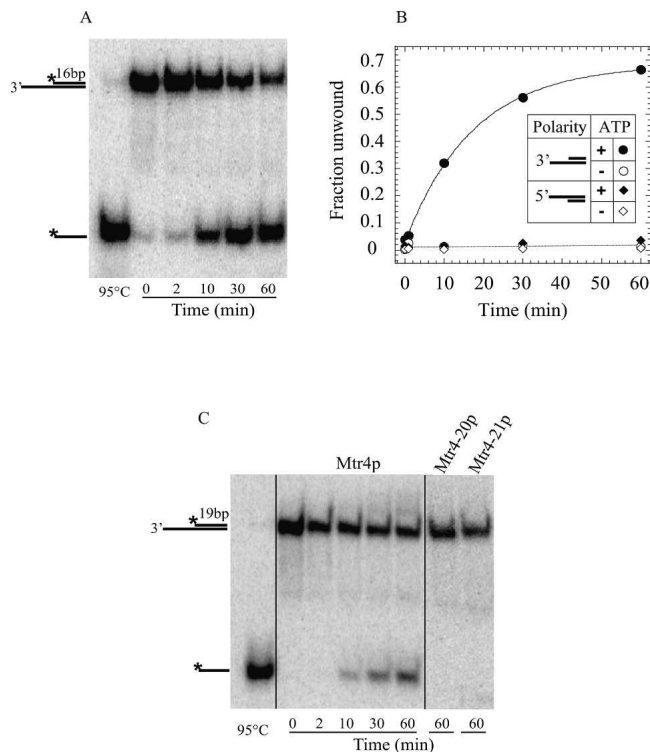 A
*16bp
3’
*
95°C 0 2 10 30 60
Time (min)
B
Fraction unwound
0.7
0.6
0.5
0.4
0.3
0.2
0.1
0
0 10 20 30 40 50 60
Time (min)
Polarity ATP
3’ +
-
5’ +
-
C
Mtr4p
Mtr4-20p
Mtr4-21p
*19bp
3’
*
95°C 0 2 10 30 60 60 60
Time (min)